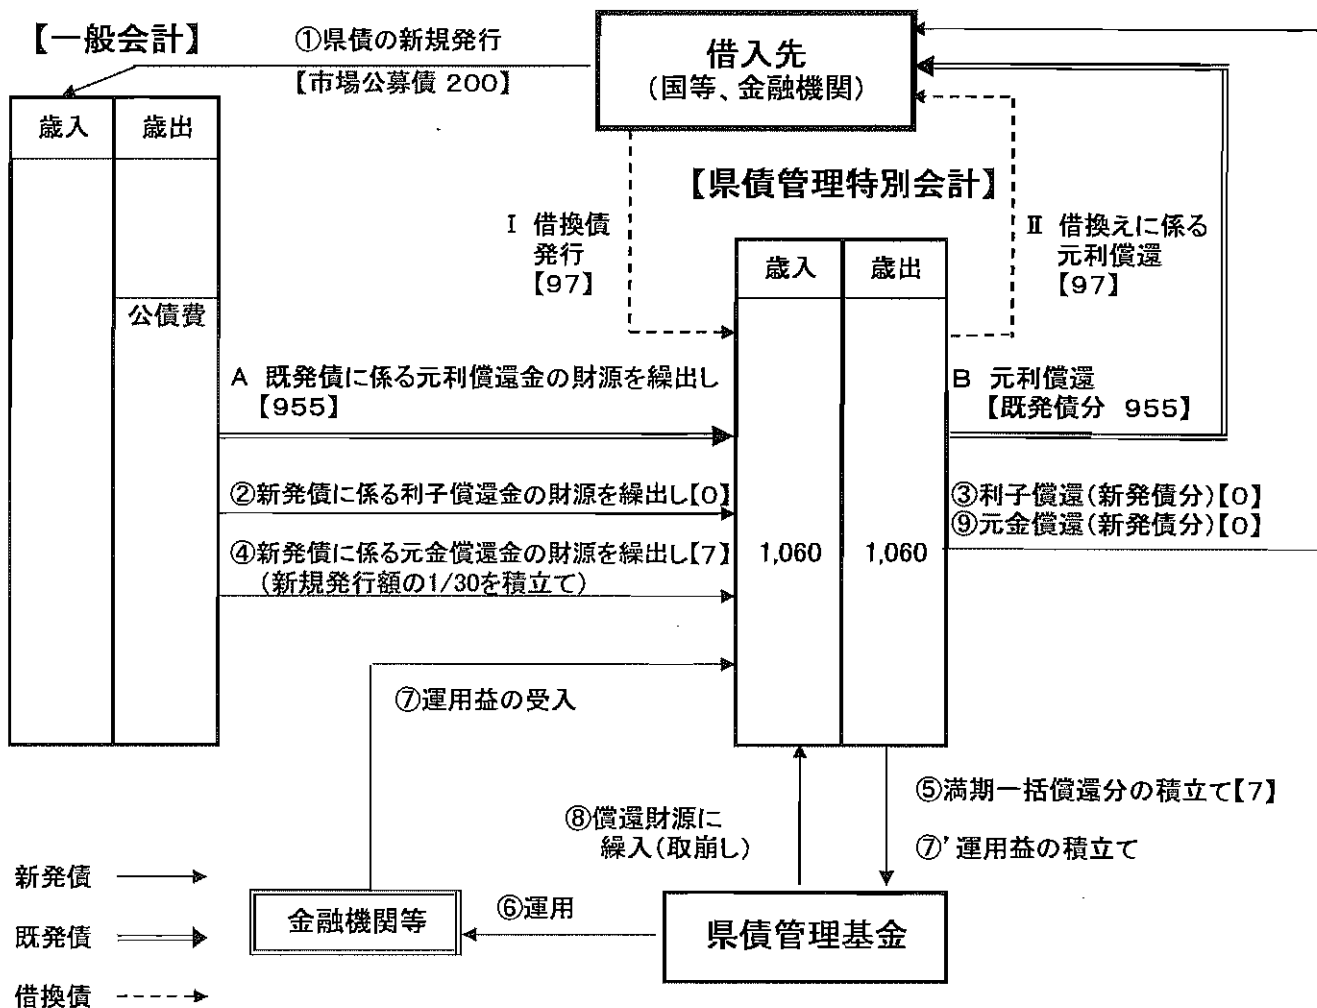 【一般会計】
①県債の新規発行
【市場公募債 200】
借入先
(国等、金融機関)
歳入
歳出
公債費
【県債管理特別会計】
Ⅰ 借換債
発行
【97】
Ⅱ 借換えに係る
元利償還
【97】
歳入
歳出
A 既発債に係る元利償還金の財源を繰出し
【955】
B 元利償還
【既発債分 955】
②新発債に係る利子償還金の財源を繰出し【0】
③利子償還(新発債分)【0】
⑨元金償還(新発債分)【0】
④新発債に係る元金償還金の財源を繰出し【7】
(新規発行額の1/30を積立て)
1,060
1,060
⑦運用益の受入
⑤満期一括償還分の積立て【7】
⑧償還財源に
繰入(取崩し)
⑦' 運用益の積立て
新発債
既発債
借換債
金融機関等
⑥運用
県債管理基金